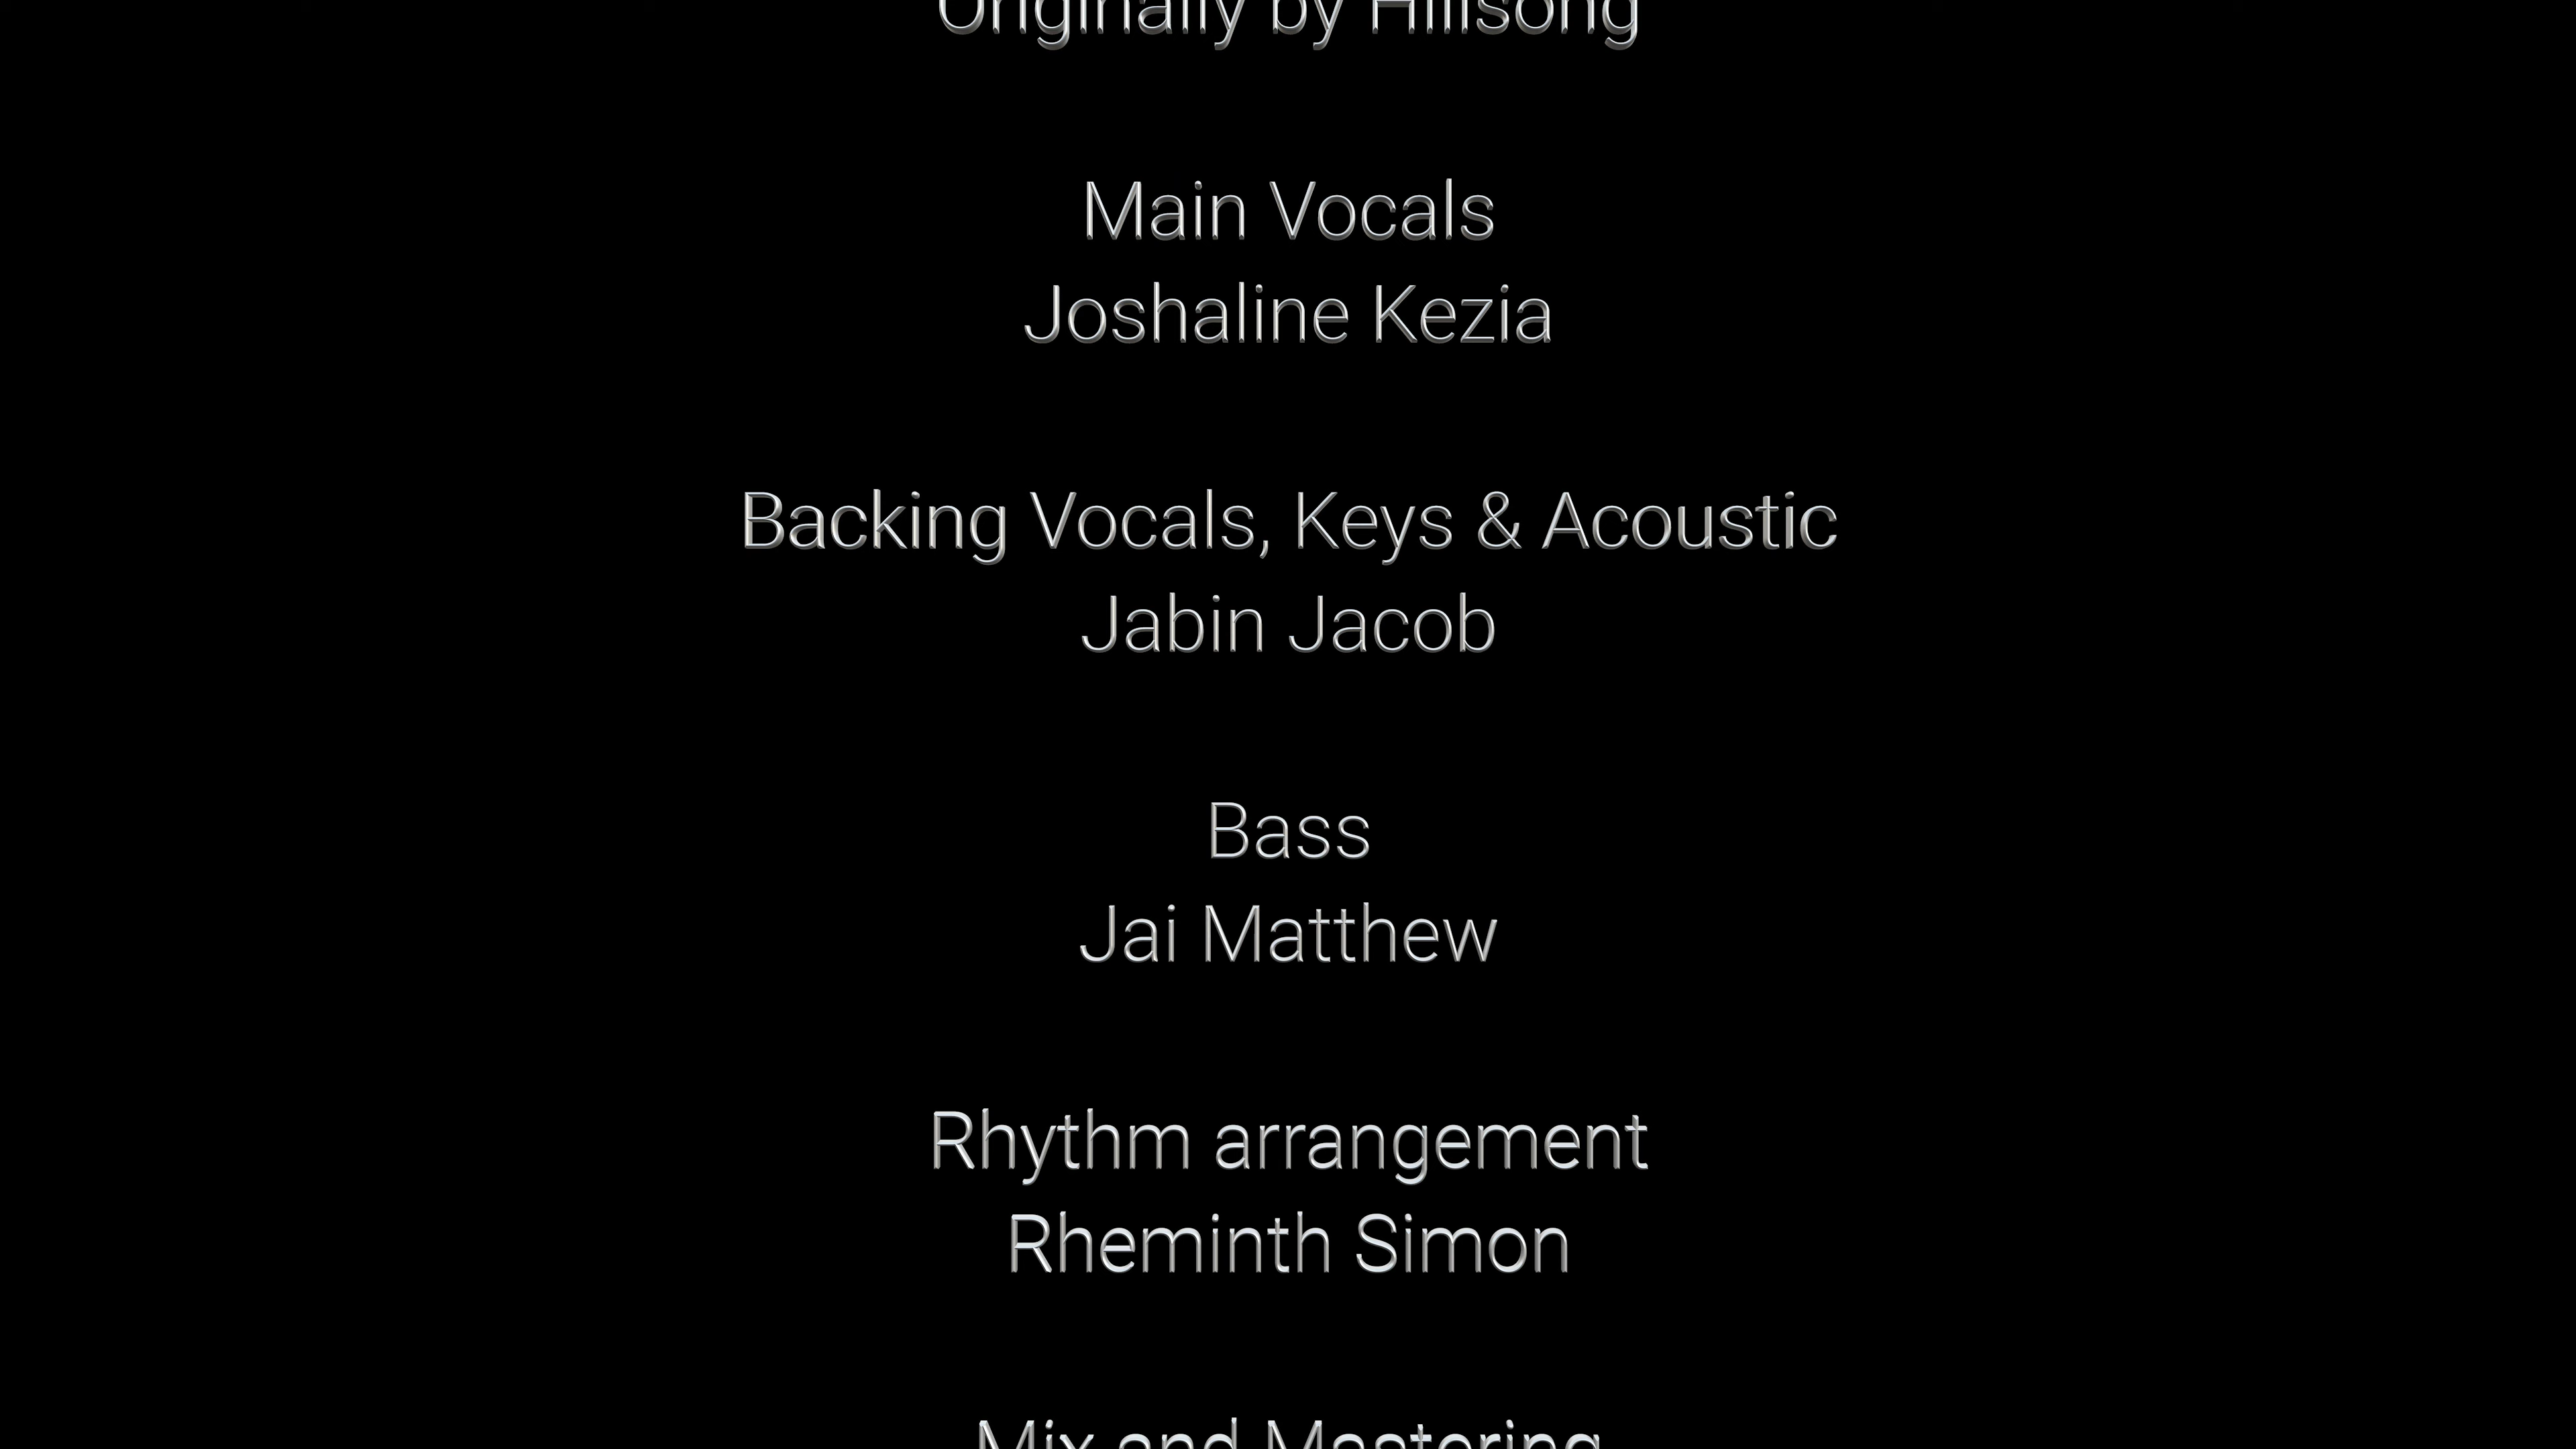 Originally by Hillsong
Main Vocals
Joshaline Kezia
Backing Vocals, Keys & Acoustic
Jabin Jacob
Bass
Jai Matthew
Rhythm arrangement
Rheminth Simon
Mix and Mastering